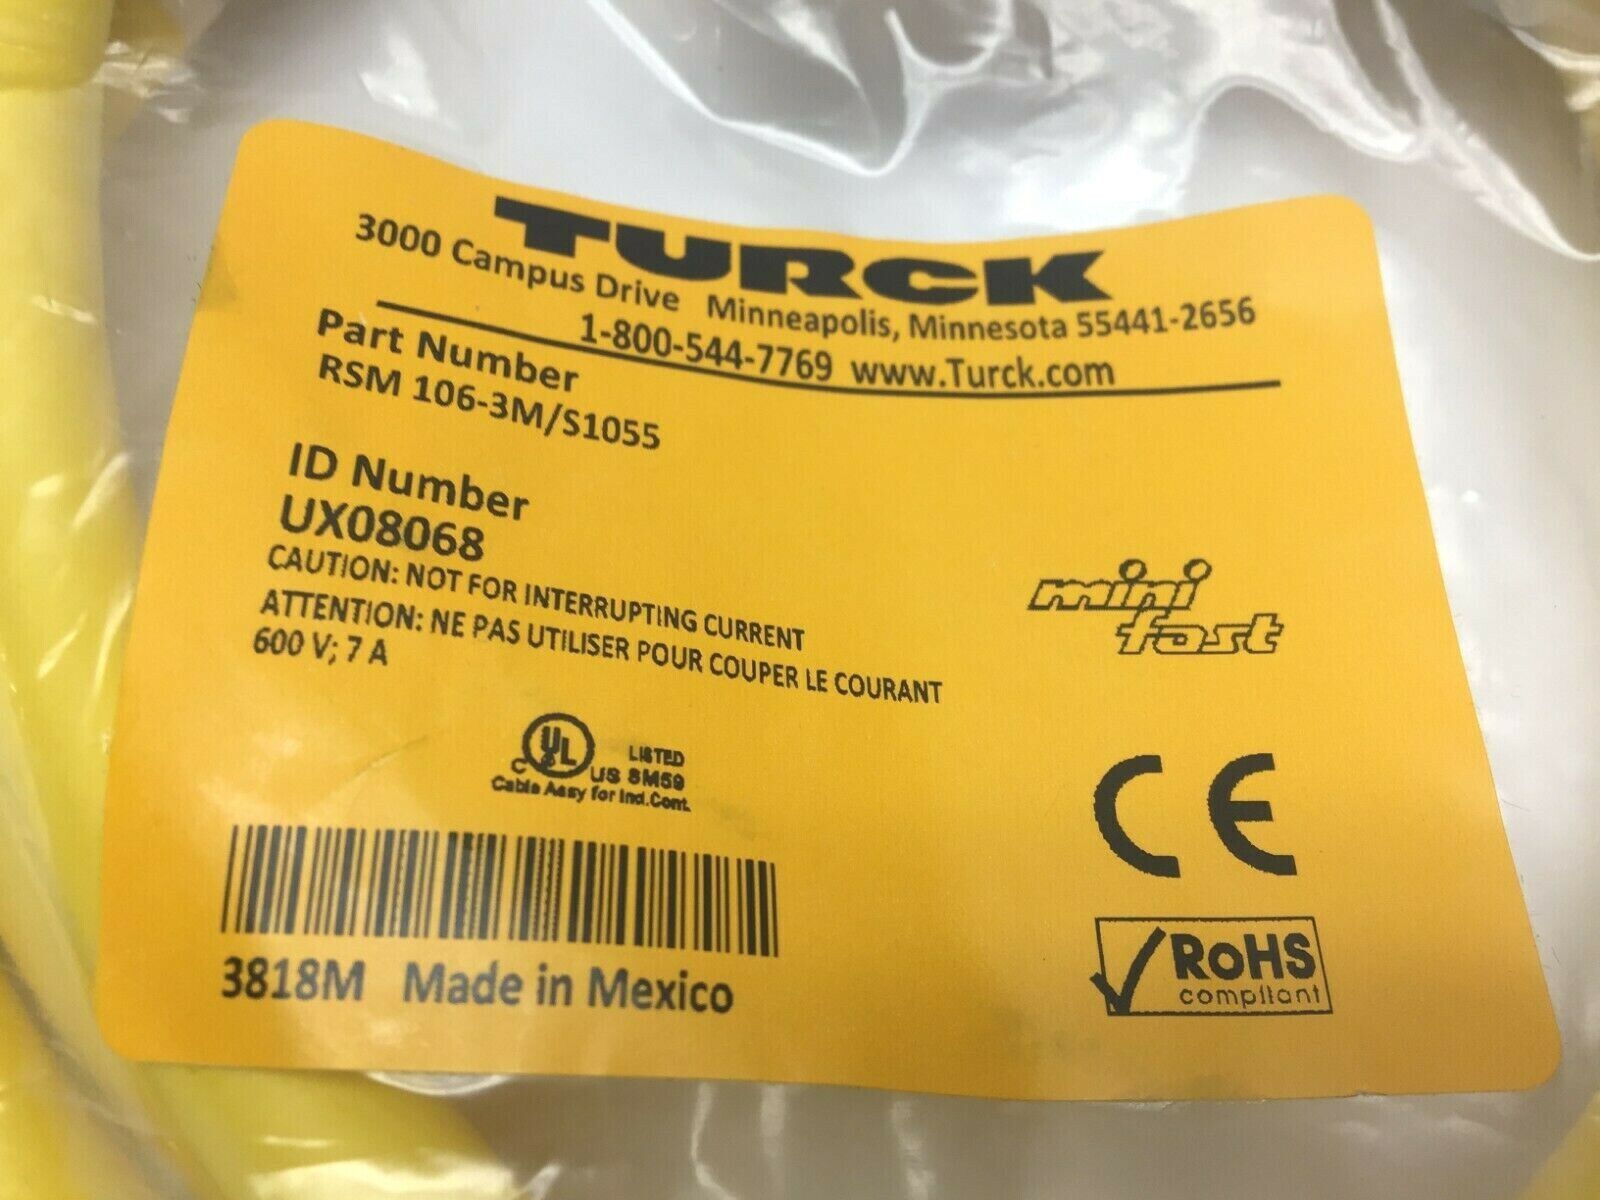 TURCK
3000 Campus Drive Minneapolis, Minnesota 55441-2656
1-800-544-7769 www.Turck.com
Part Number
RSM 106-3M/S1055
ID Number
UX08068
CAUTION: NOT FOR INTERRUPTING CURRENT
ATTENTION: NE PAS UTILISER POUR COUPER LE COURANT
600 V; 7 A
mini
fast
C UL US LISTED
8M59
Cable Assy for Ind.Cont.
CE
3818M Made in Mexico
RoHS
compliant